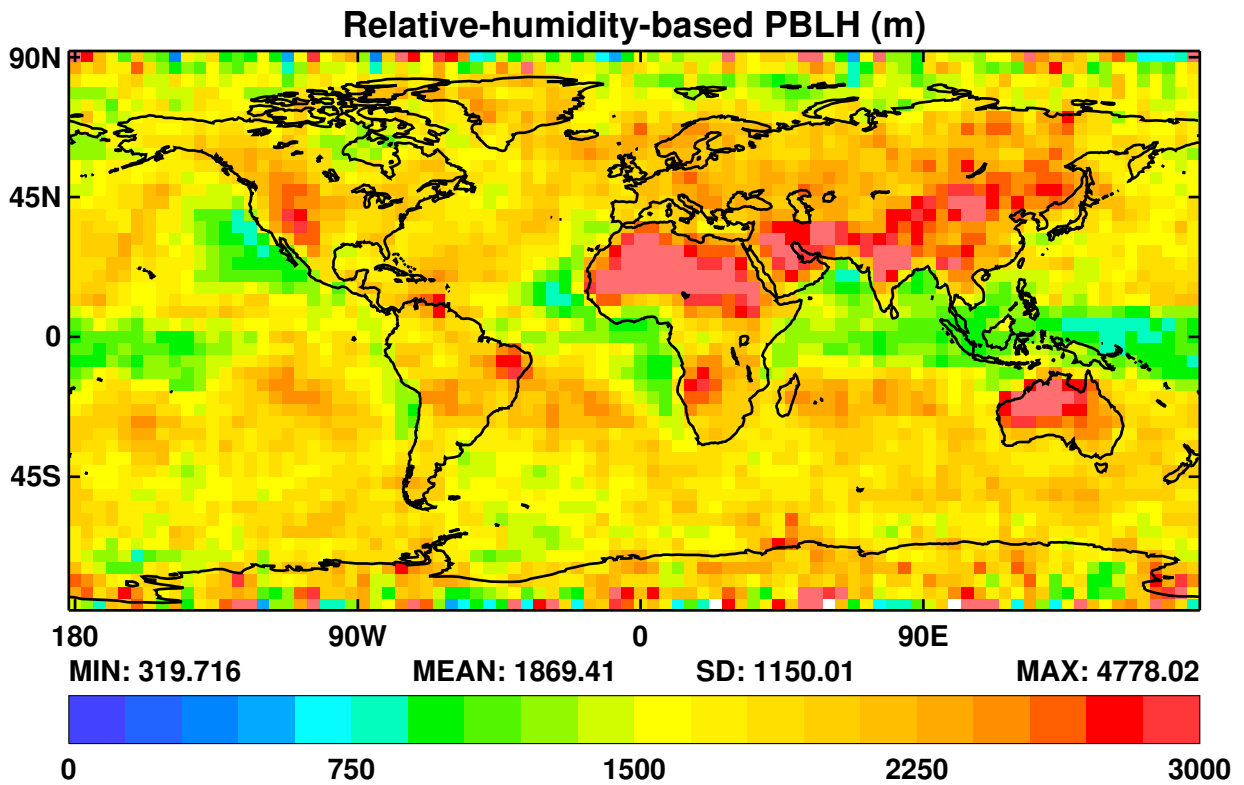 Relative-humidity-based PBLH (m)
90N
45N
0
45S
180 90W 0 90E
MIN: 319.716 MEAN: 1869.41 SD: 1150.01 MAX: 4778.02
0 750 1500 2250 3000